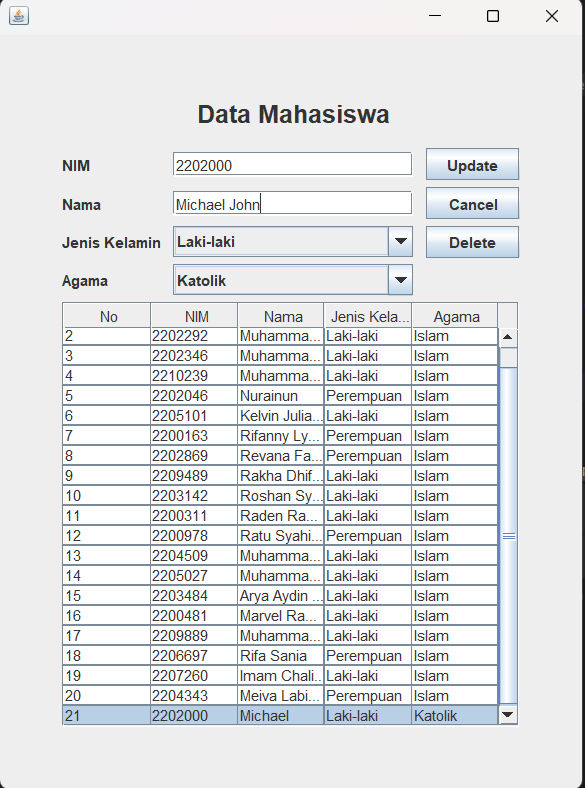 Data Mahasiswa
NIM 2202000 Update
Nama Michael John Cancel
Jenis Kelamin Laki-laki Delete
Agama Katolik
No NIM Nama Jenis Kela... Agama
2 2202292 Muhamma... Laki-laki Islam
3 2202346 Muhamma... Laki-laki Islam
4 2210239 Muhamma... Laki-laki Islam
5 2202046 Nurainun Perempuan Islam
6 2205101 Kelvin Julia... Laki-laki Islam
7 2200163 Rifanny Ly... Perempuan Islam
8 2202869 Revana Fa... Perempuan Islam
9 2209489 Rakha Dhif... Laki-laki Islam
10 2203142 Roshan Sy... Laki-laki Islam
11 2200311 Raden Ra... Laki-laki Islam
12 2200978 Ratu Syahi... Perempuan Islam
13 2204509 Muhamma... Laki-laki Islam
14 2205027 Muhamma... Laki-laki Islam
15 2203484 Arya Aydin ... Laki-laki Islam
16 2200481 Marvel Ra... Laki-laki Islam
17 2209889 Muhamma... Laki-laki Islam
18 2206697 Rifa Sania Perempuan Islam
19 2207260 Imam Chali... Laki-laki Islam
20 2204343 Meiva Labi... Perempuan Islam
21 2202000 Michael Laki-laki Katolik